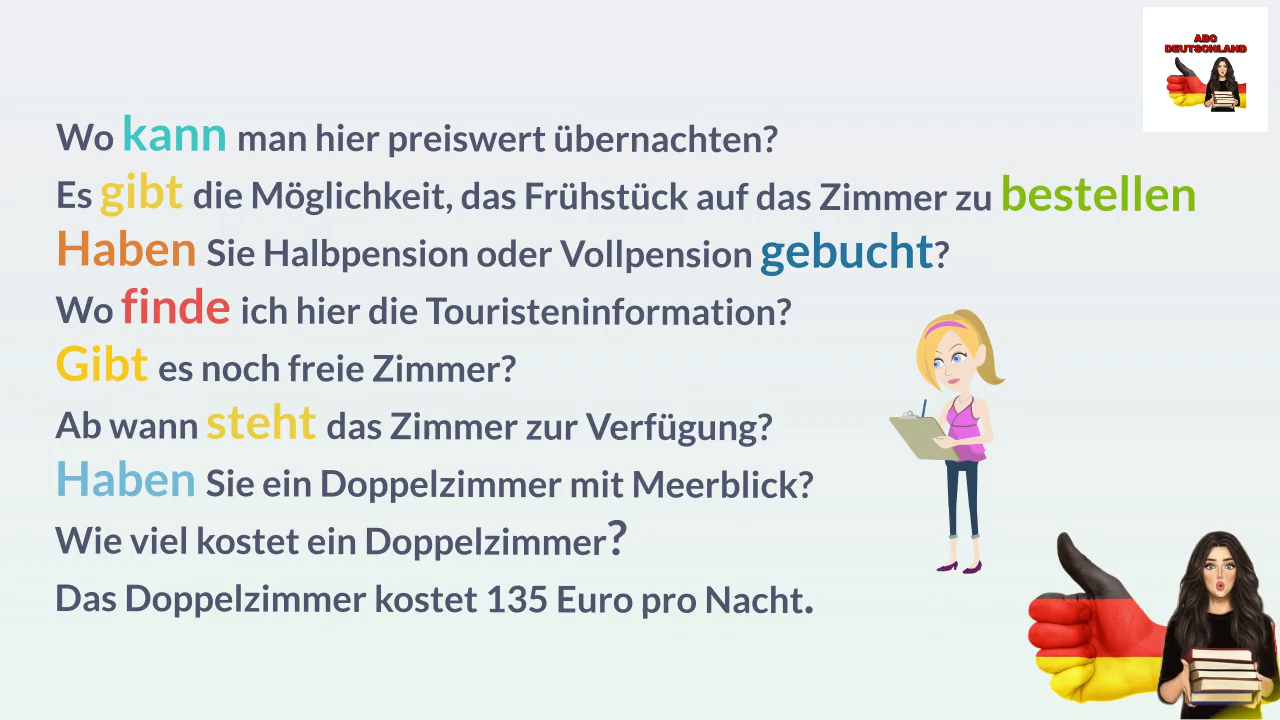 ABC
DEUTSCHLAND
Wo kann man hier preiswert übernachten?
Es gibt die Möglichkeit, das Frühstück auf das Zimmer zu bestellen
Haben Sie Halbpension oder Vollpension gebucht?
Wo finde ich hier die Touristeninformation?
Gibt es noch freie Zimmer?
Ab wann steht das Zimmer zur Verfügung?
Haben Sie ein Doppelzimmer mit Meerblick?
Wie viel kostet ein Doppelzimmer?
Das Doppelzimmer kostet 135 Euro pro Nacht.